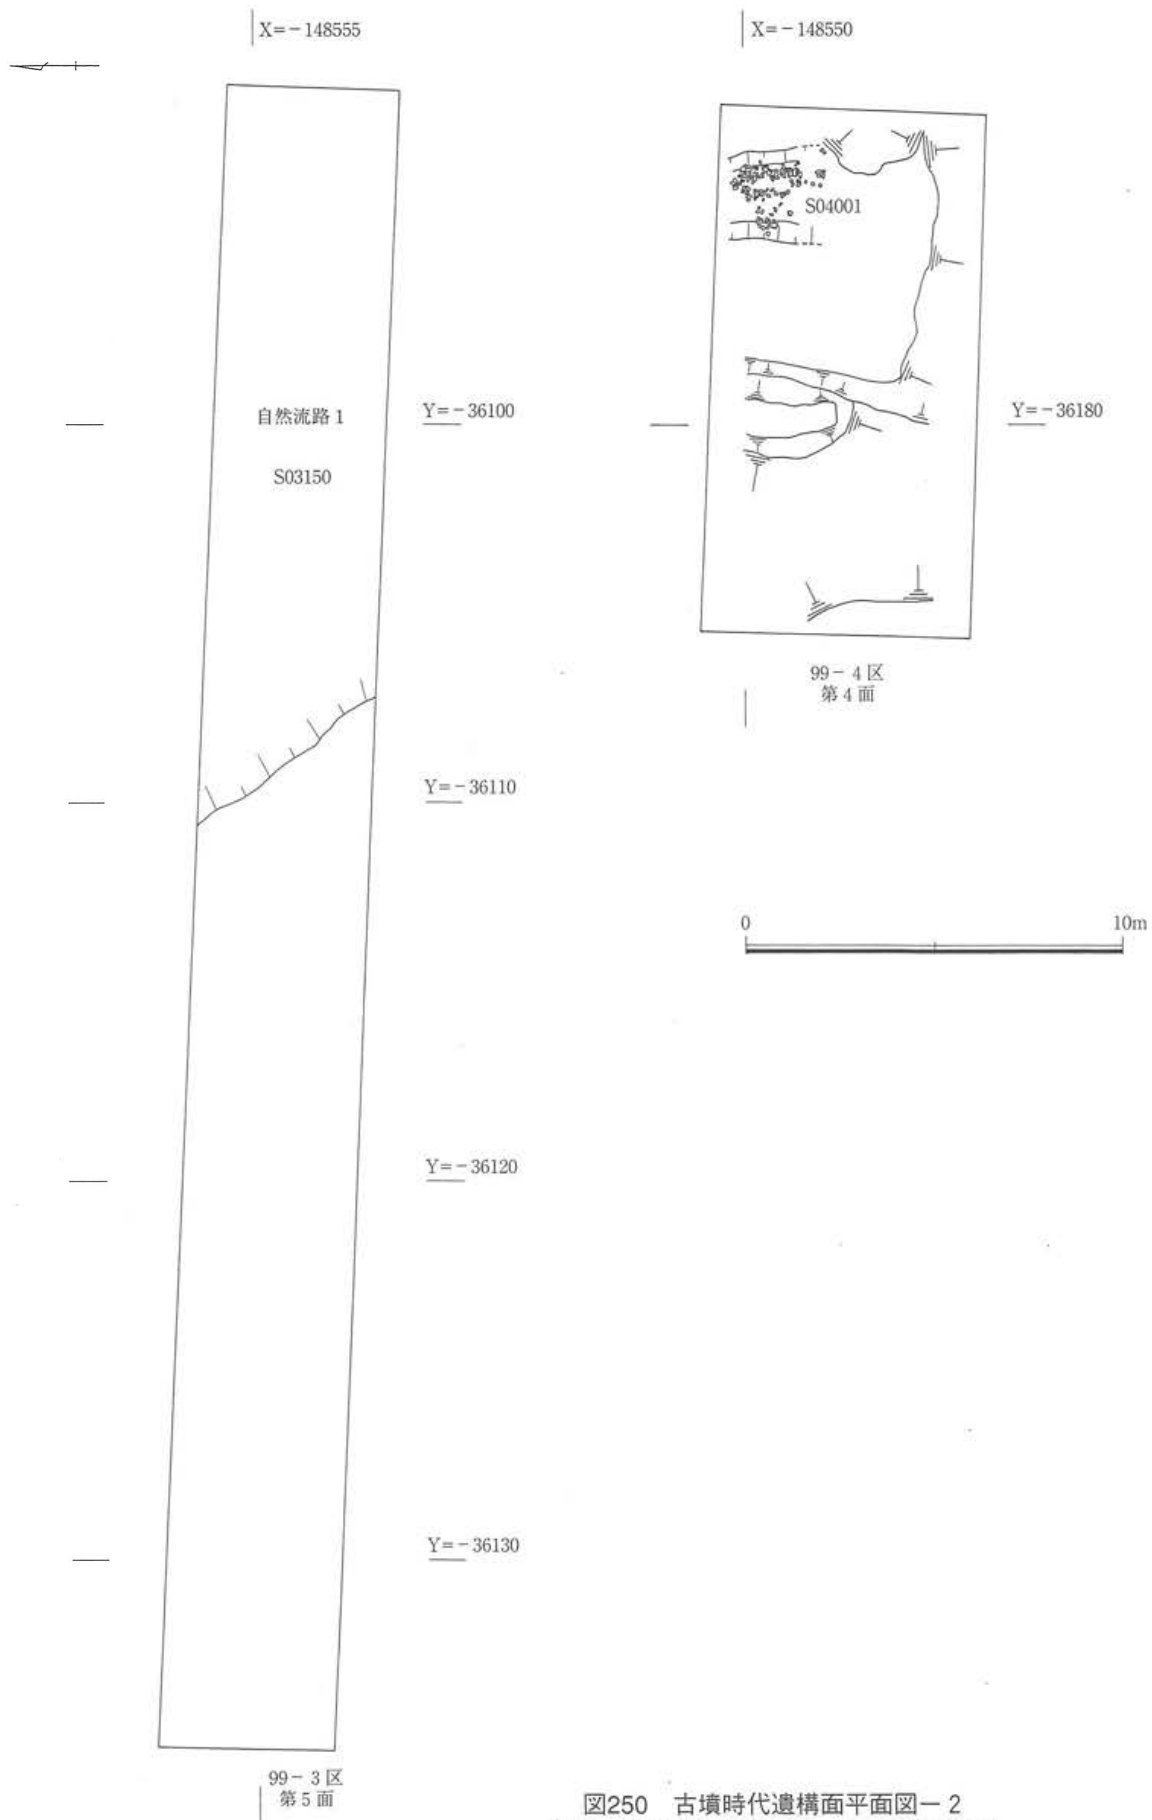 X=-148555
X=-148550
S04001
自然流路1
S03150
Y=-36100
Y=-36180
99-4区
第4面
Y=-36110
0 10m
Y=-36120
Y=-36130
99-3区
第5面
図250 古墳時代遺構面平面図-2